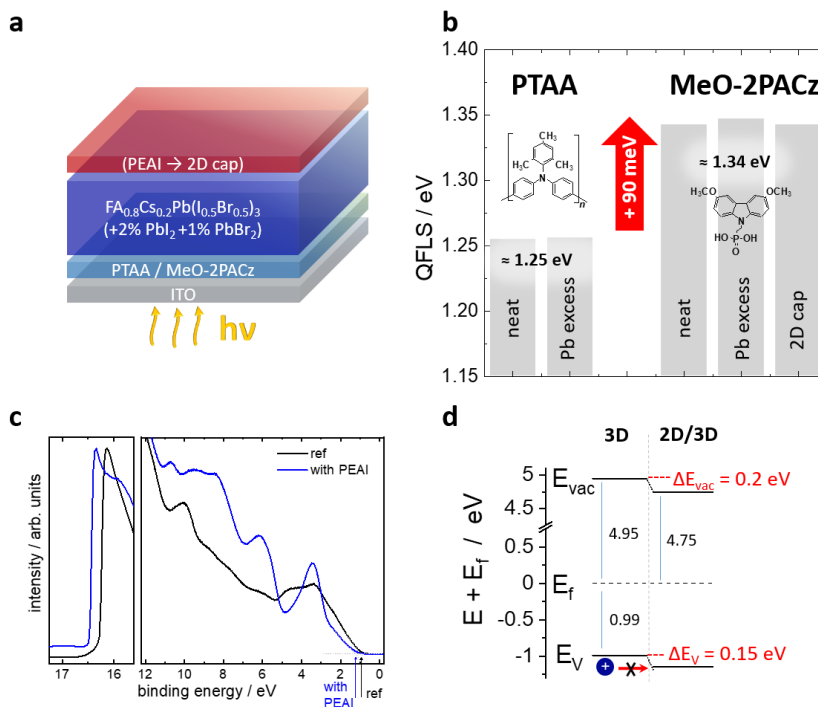 a
(PEAI → 2D cap)
FA0.8Cs0.2Pb(I0.5Br0.5)3
(+2% PbI2 +1% PbBr2)
PTAA / MeO-2PACz
ITO
hv
b
QFLS / eV
1.40
1.35
1.30
1.25
1.20
1.15
PTAA
MeO-2PACz
CH3
H3C
CH3
N
n
+ 90 meV
≈ 1.34 eV
OCH3
N
HO-P-OH
O
≈ 1.25 eV
neat
Pb excess
neat
Pb excess
2D cap
c
intensity / arb. units
ref
with PEAI
17 16 12 10 8 6 4 2 0
binding energy / eV
with PEAI
ref
d
3D 2D/3D
E + Ef / eV
5
4.5
0.5
0
-0.5
-1
Evac
ΔEvac = 0.2 eV
4.95
4.75
Ef
0.99
EV
ΔEV = 0.15 eV
+